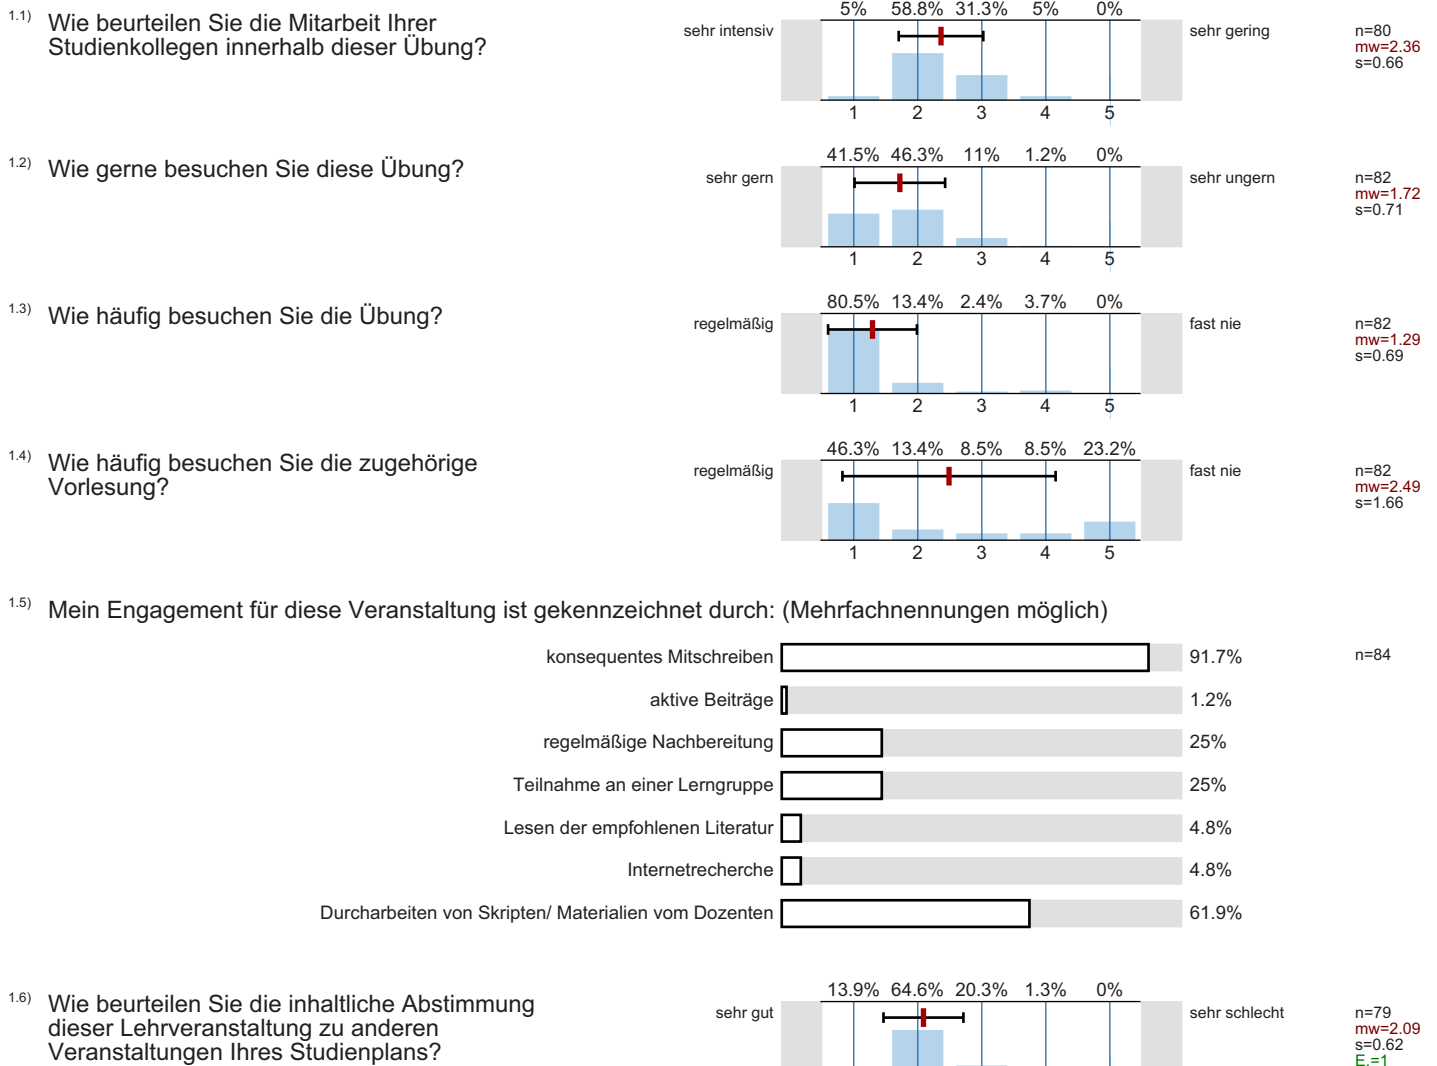 1.1) Wie beurteilen Sie die Mitarbeit Ihrer
Studienkollegen innerhalb dieser Übung?
5% 58.8% 31.3% 5% 0%
sehr intensiv
sehr gering
n=80
mw=2.36
s=0.66
1 2 3 4 5
1.2) Wie gerne besuchen Sie diese Übung?
41.5% 46.3% 11% 1.2% 0%
sehr gern
sehr ungern
n=82
mw=1.72
s=0.71
1 2 3 4 5
1.3) Wie häufig besuchen Sie die Übung?
80.5% 13.4% 2.4% 3.7% 0%
regelmäßig
fast nie
n=82
mw=1.29
s=0.69
1 2 3 4 5
1.4) Wie häufig besuchen Sie die zugehörige
Vorlesung?
46.3% 13.4% 8.5% 8.5% 23.2%
regelmäßig
fast nie
n=82
mw=2.49
s=1.66
1 2 3 4 5
1.5) Mein Engagement für diese Veranstaltung ist gekennzeichnet durch: (Mehrfachnennungen möglich)
konsequentes Mitschreiben 91.7% n=84
aktive Beiträge 1.2%
regelmäßige Nachbereitung 25%
Teilnahme an einer Lerngruppe 25%
Lesen der empfohlenen Literatur 4.8%
Internetrecherche 4.8%
Durcharbeiten von Skripten/ Materialien vom Dozenten 61.9%
1.6) Wie beurteilen Sie die inhaltliche Abstimmung
dieser Lehrveranstaltung zu anderen
Veranstaltungen Ihres Studienplans?
13.9% 64.6% 20.3% 1.3% 0%
sehr gut
sehr schlecht
n=79
mw=2.09
s=0.62
E.=1